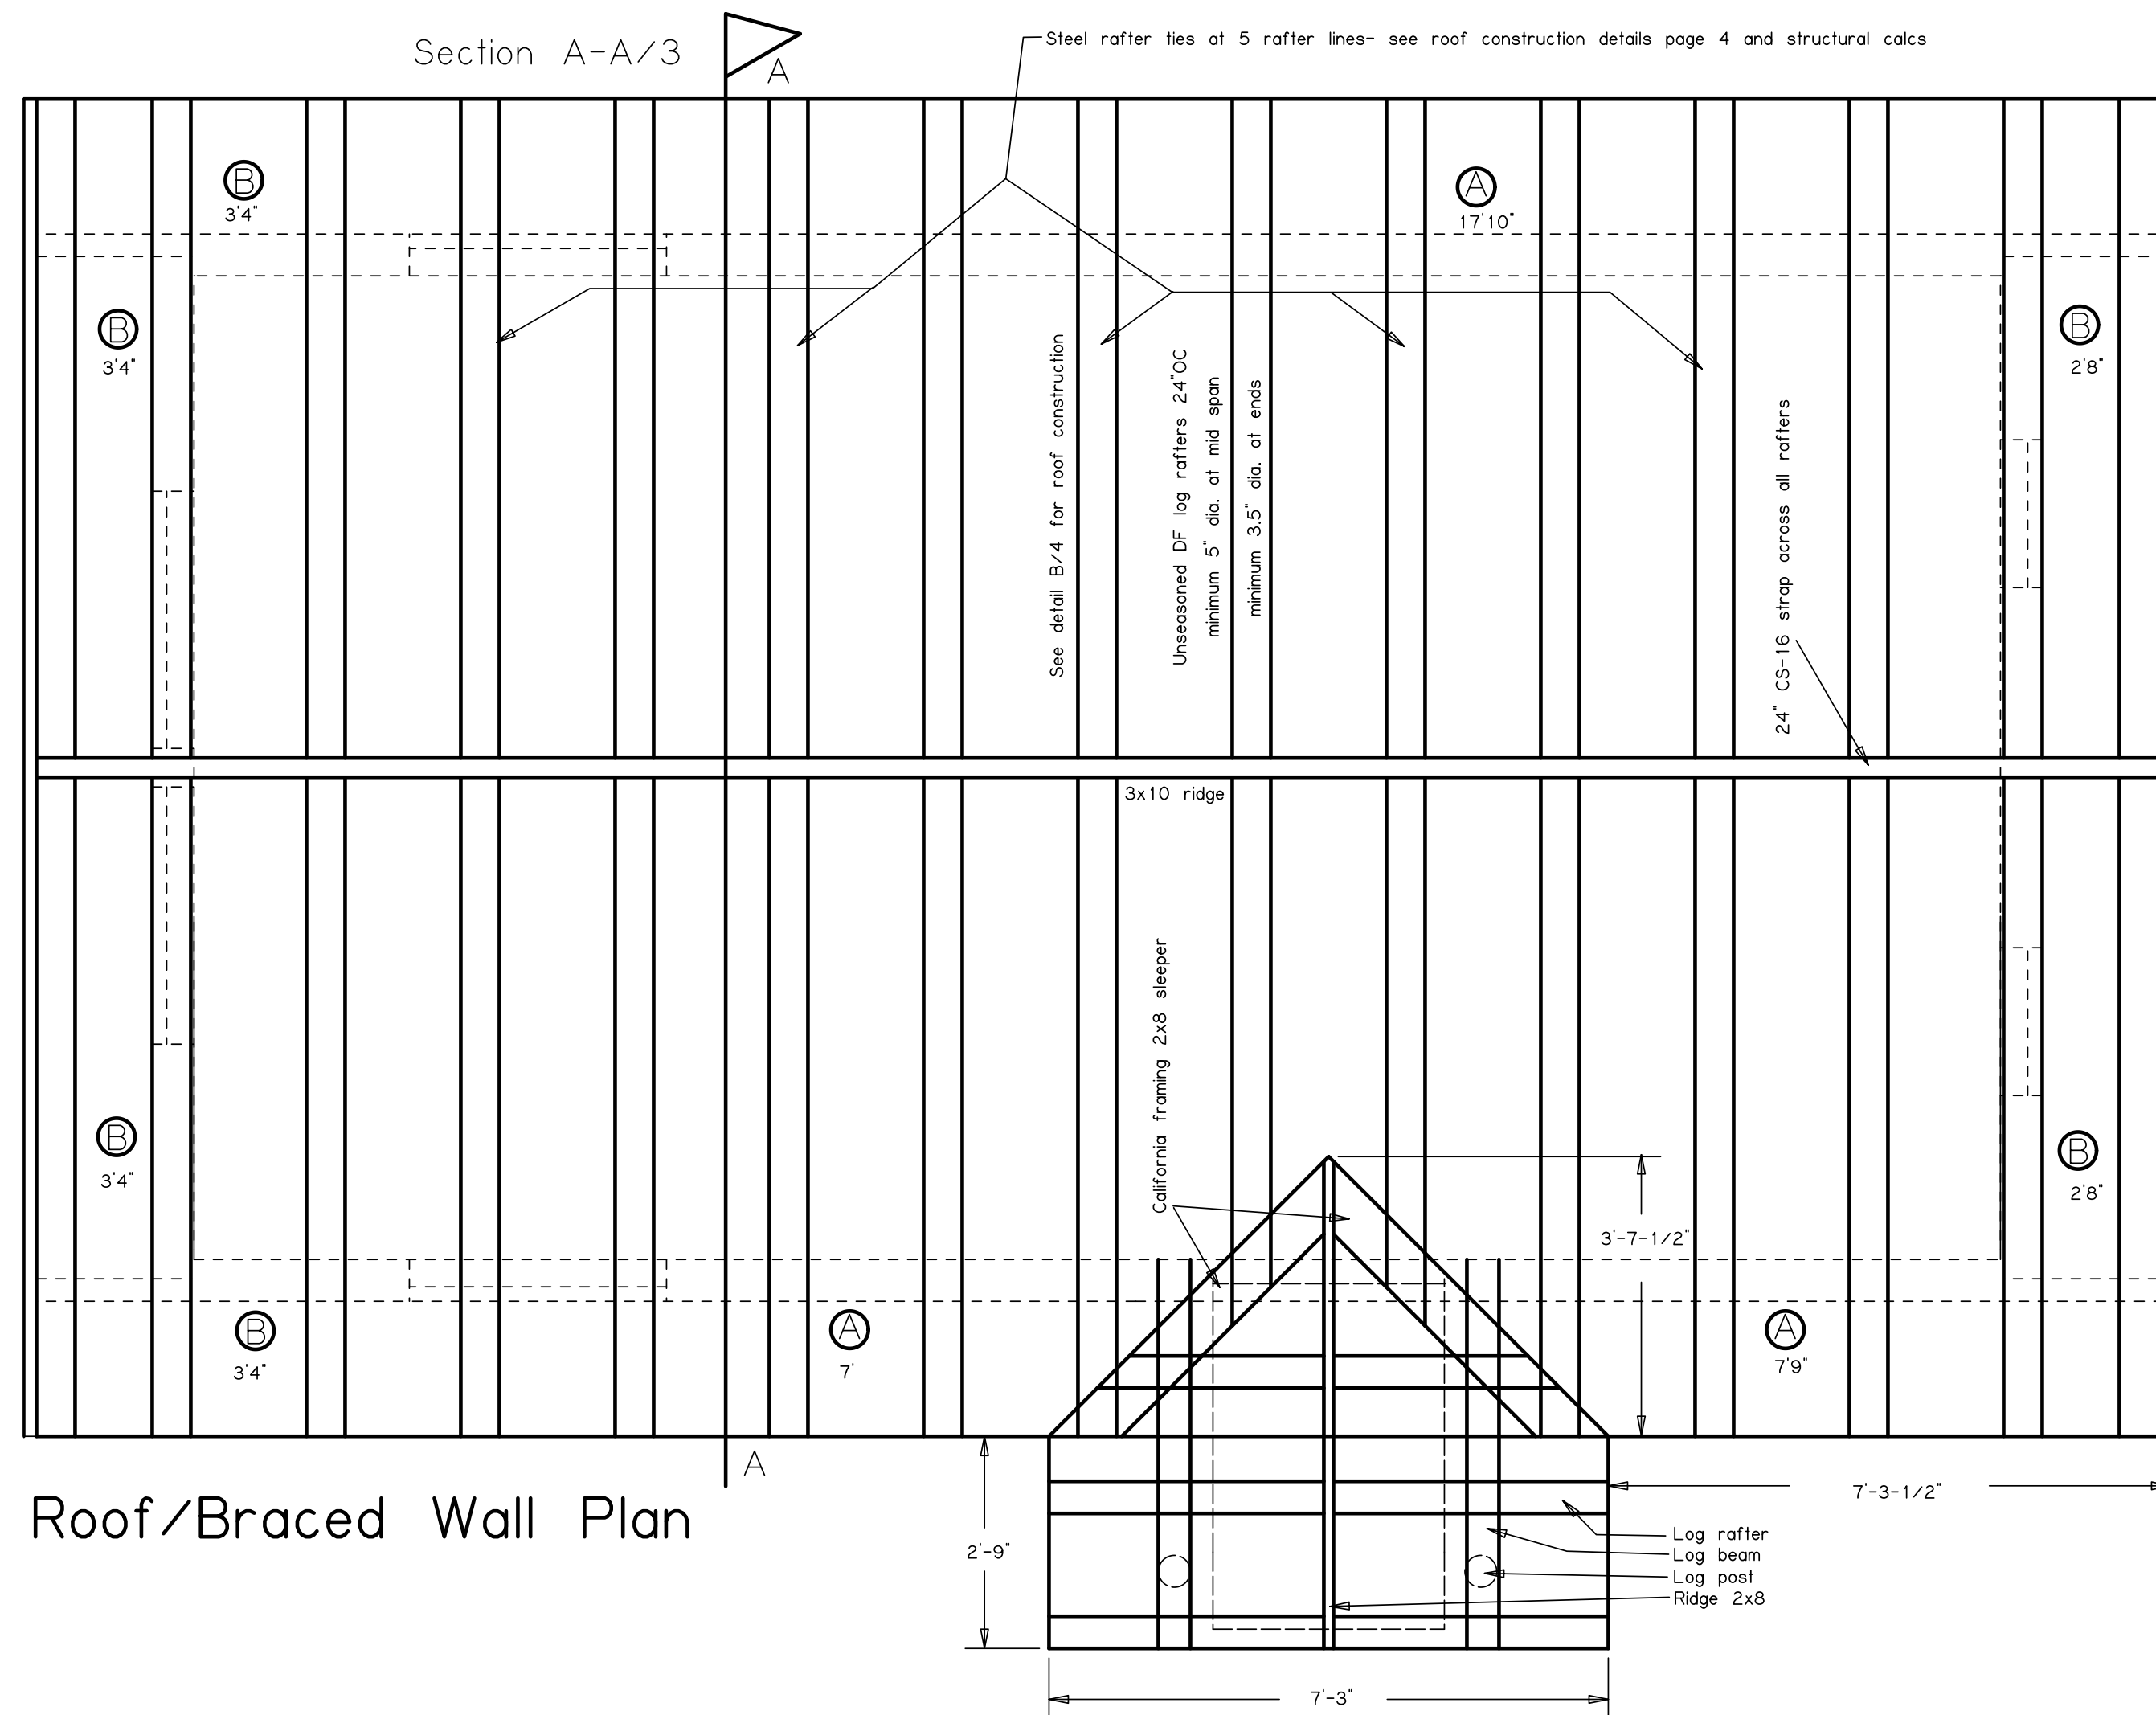 Steel rafter ties at 5 rafter lines- see roof construction details page 4 and structural calcs
Section A-A/3
A
B
3'4"
A
17'10"
B
3'4"
B
2'8"
See detail B/4 for roof construction
Unseasoned DF log rafters 24"OC
minimum 5" dia. at mid span
minimum 3.5" dia. at ends
24" CS-16 strap across all rafters
3x10 ridge
California framing 2x8 sleeper
B
3'4"
B
2'8"
3'-7-1/2"
B
3'4"
A
7'
A
7'9"
A
Roof/Braced Wall Plan
2'-9"
7'-3-1/2"
Log rafter
Log beam
Log post
Ridge 2x8
7'-3"